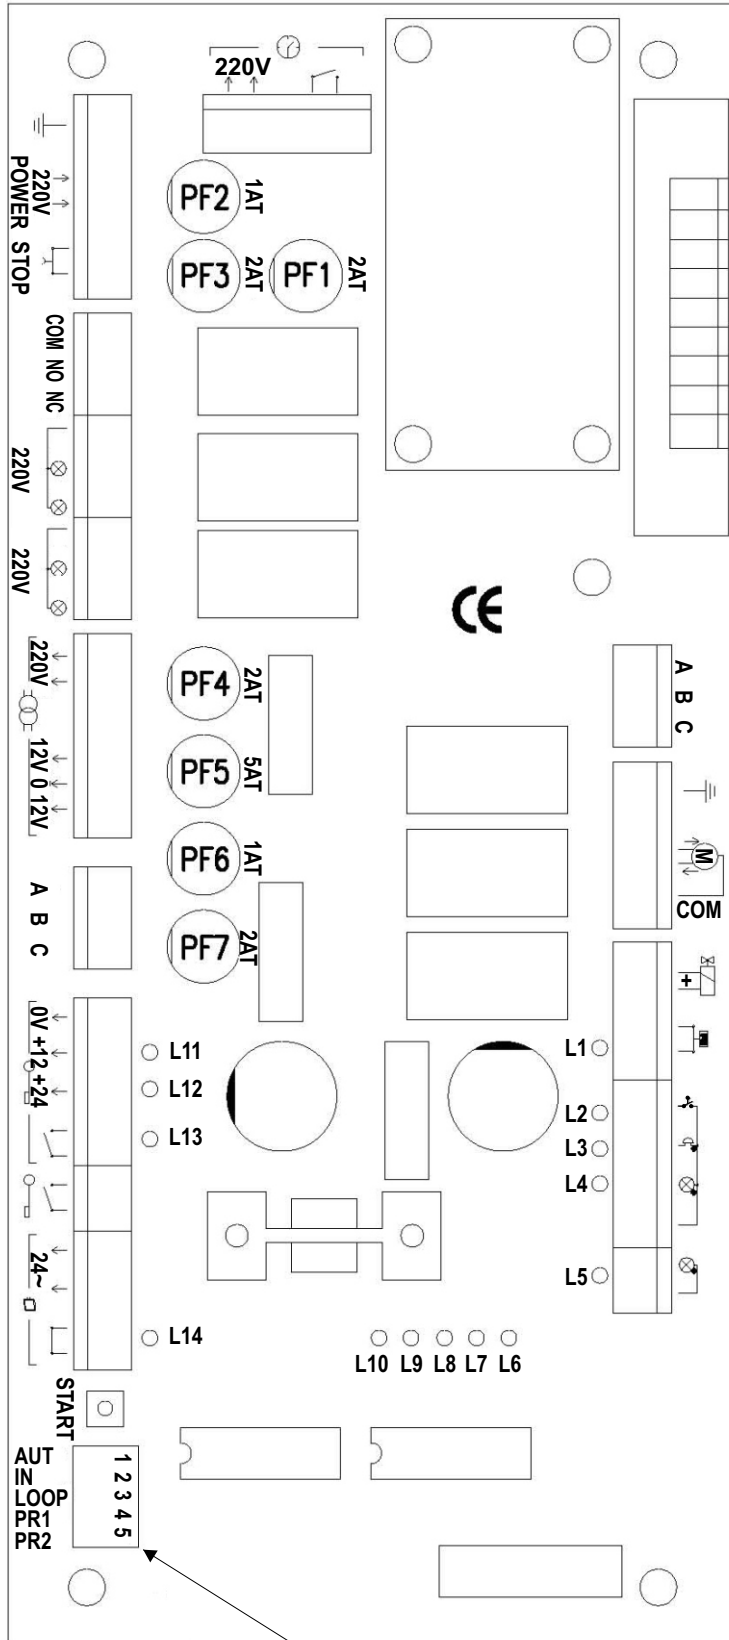 220V
220V
POWER STOP
PF2 1AT
PF3 2AT
PF1 2AT
COM NO NC
220V
220V
CE
220V
12V 0 12V
PF4 2AT
PF5 5AT
PF6 1AT
PF7 2AT
A B C
A B C
M
COM
+
0V +12 +24
L11
L12
L13
L1
L2
L3
L4
L5
24~
L14
L10 L9 L8 L7 L6
START
AUT 1
IN 2
LOOP 3
PR1 4
PR2 5